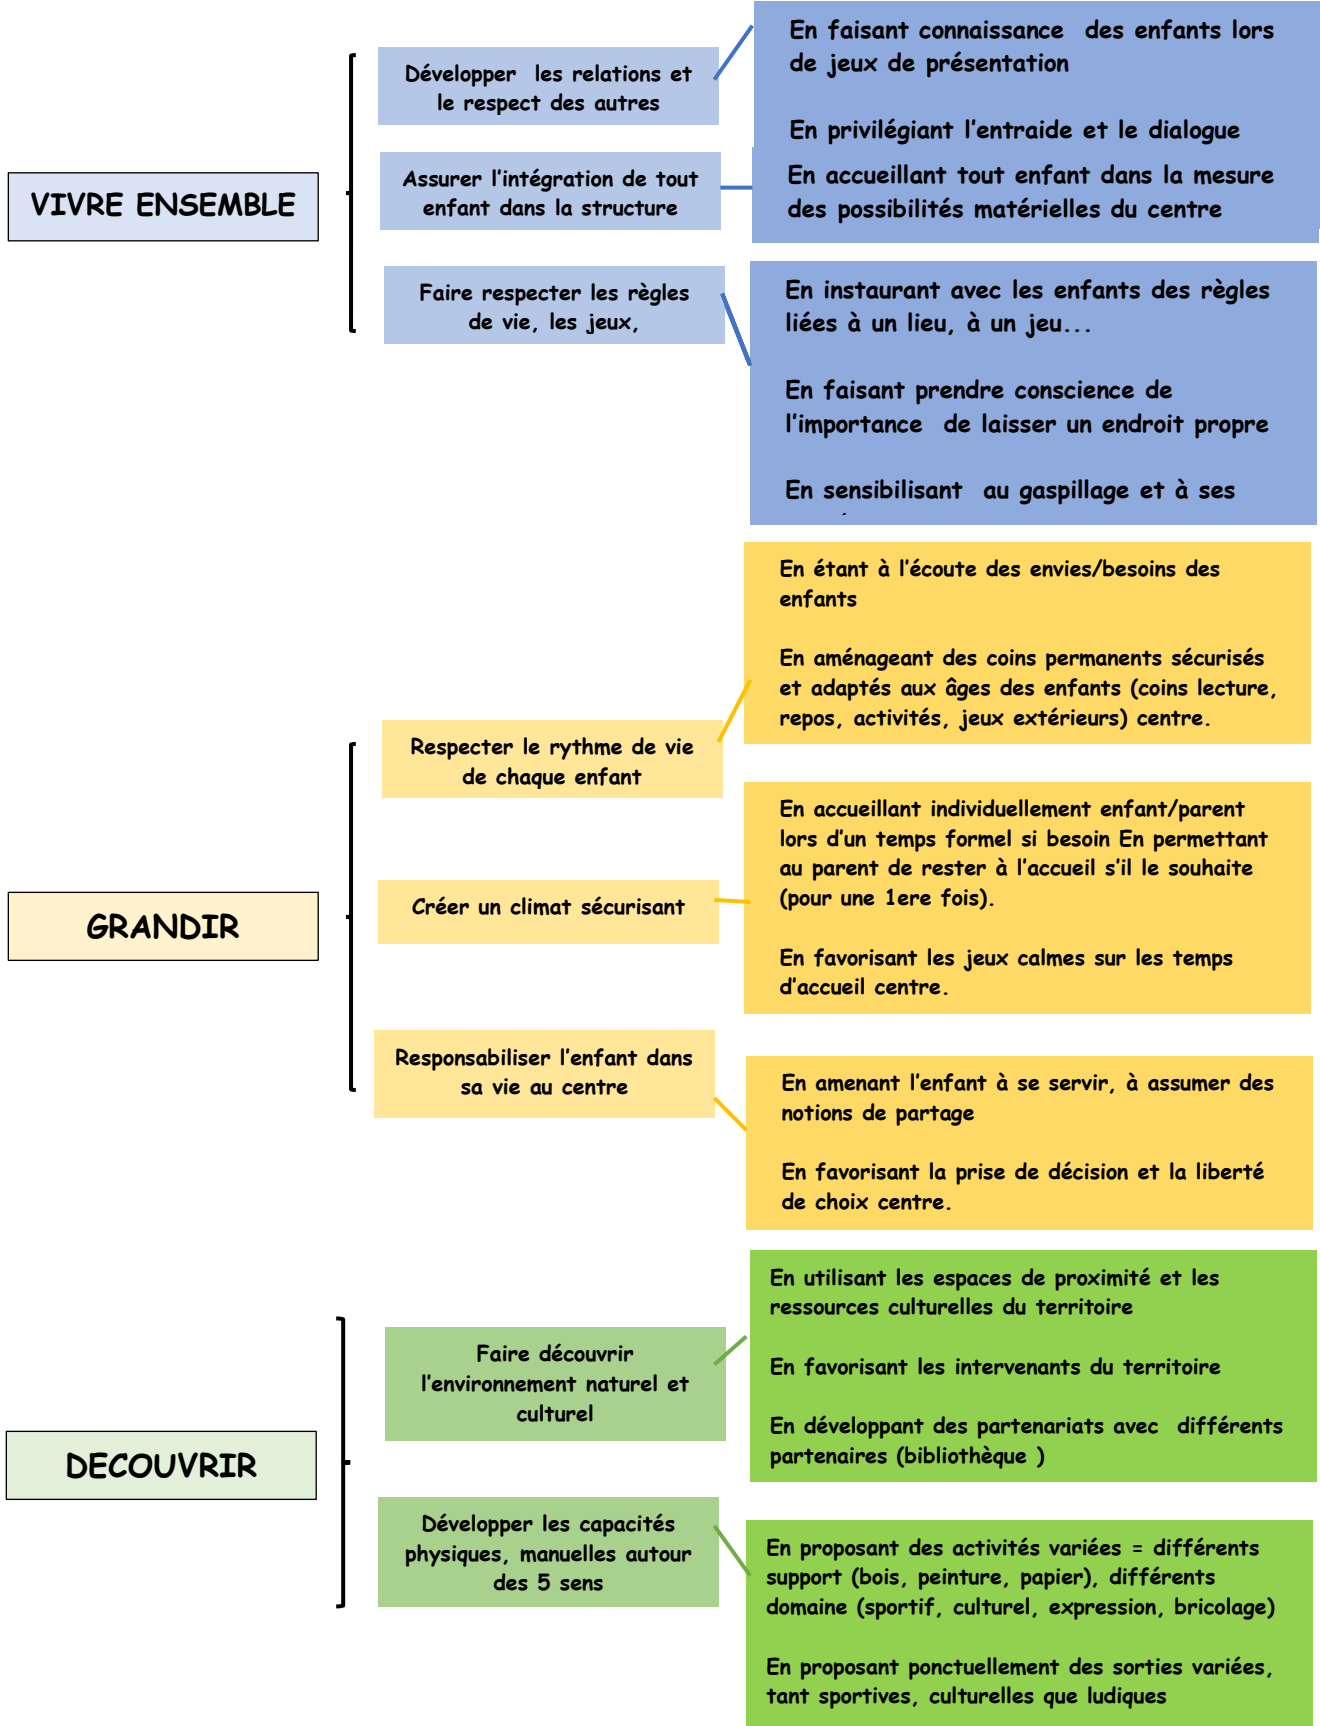 VIVRE ENSEMBLE
Développer les relations et
le respect des autres
En faisant connaissance des enfants lors
de jeux de présentation
En privilégiant l'entraide et le dialogue
Assurer l'intégration de tout
enfant dans la structure
En accueillant tout enfant dans la mesure
des possibilités matérielles du centre
Faire respecter les règles
de vie, les jeux,
En instaurant avec les enfants des règles
liées à un lieu, à un jeu...
En faisant prendre conscience de
l'importance de laisser un endroit propre
En sensibilisant au gaspillage et à ses
GRANDIR
Respecter le rythme de vie
de chaque enfant
En étant à l'écoute des envies/besoins des
enfants
En aménageant des coins permanents sécurisés
et adaptés aux âges des enfants (coins lecture,
repos, activités, jeux extérieurs) centre.
Créer un climat sécurisant
En accueillant individuellement enfant/parent
lors d'un temps formel si besoin En permettant
au parent de rester à l'accueil s'il le souhaite
(pour une 1ere fois).
En favorisant les jeux calmes sur les temps
d'accueil centre.
Responsabiliser l'enfant dans
sa vie au centre
En amenant l'enfant à se servir, à assumer des
notions de partage
En favorisant la prise de décision et la liberté
de choix centre.
DECOUVRIR
Faire découvrir
l'environnement naturel et
culturel
En utilisant les espaces de proximité et les
ressources culturelles du territoire
En favorisant les intervenants du territoire
En développant des partenariats avec différents
partenaires (bibliothèque )
Développer les capacités
physiques, manuelles autour
des 5 sens
En proposant des activités variées = différents
support (bois, peinture, papier), différents
domaine (sportif, culturel, expression, bricolage)
En proposant ponctuellement des sorties variées,
tant sportives, culturelles que ludiques